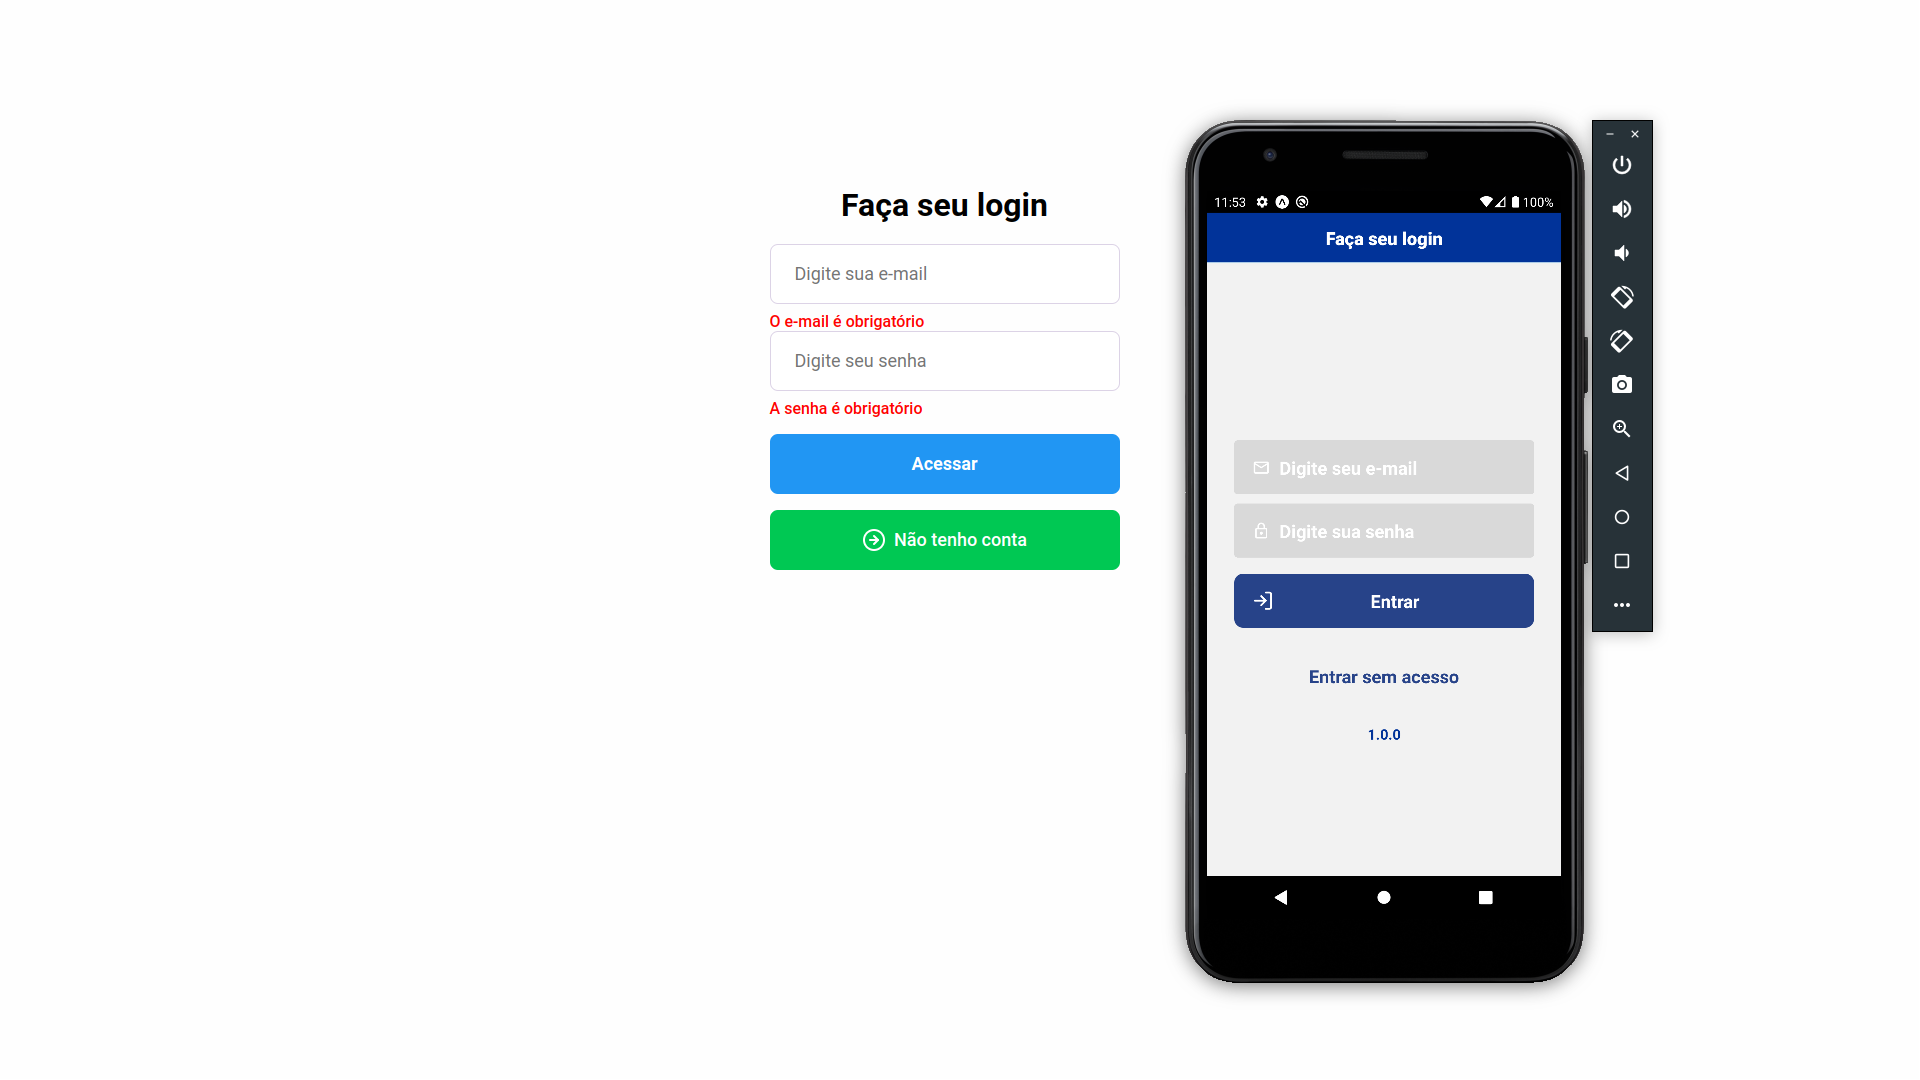 Faça seu login
Digite sua e-mail
O e-mail é obrigatório
Digite seu senha
A senha é obrigatório
Acessar
Não tenho conta
11:53
100%
Faça seu login
Digite seu e-mail
Digite sua senha
Entrar
Entrar sem acesso
1.0.0